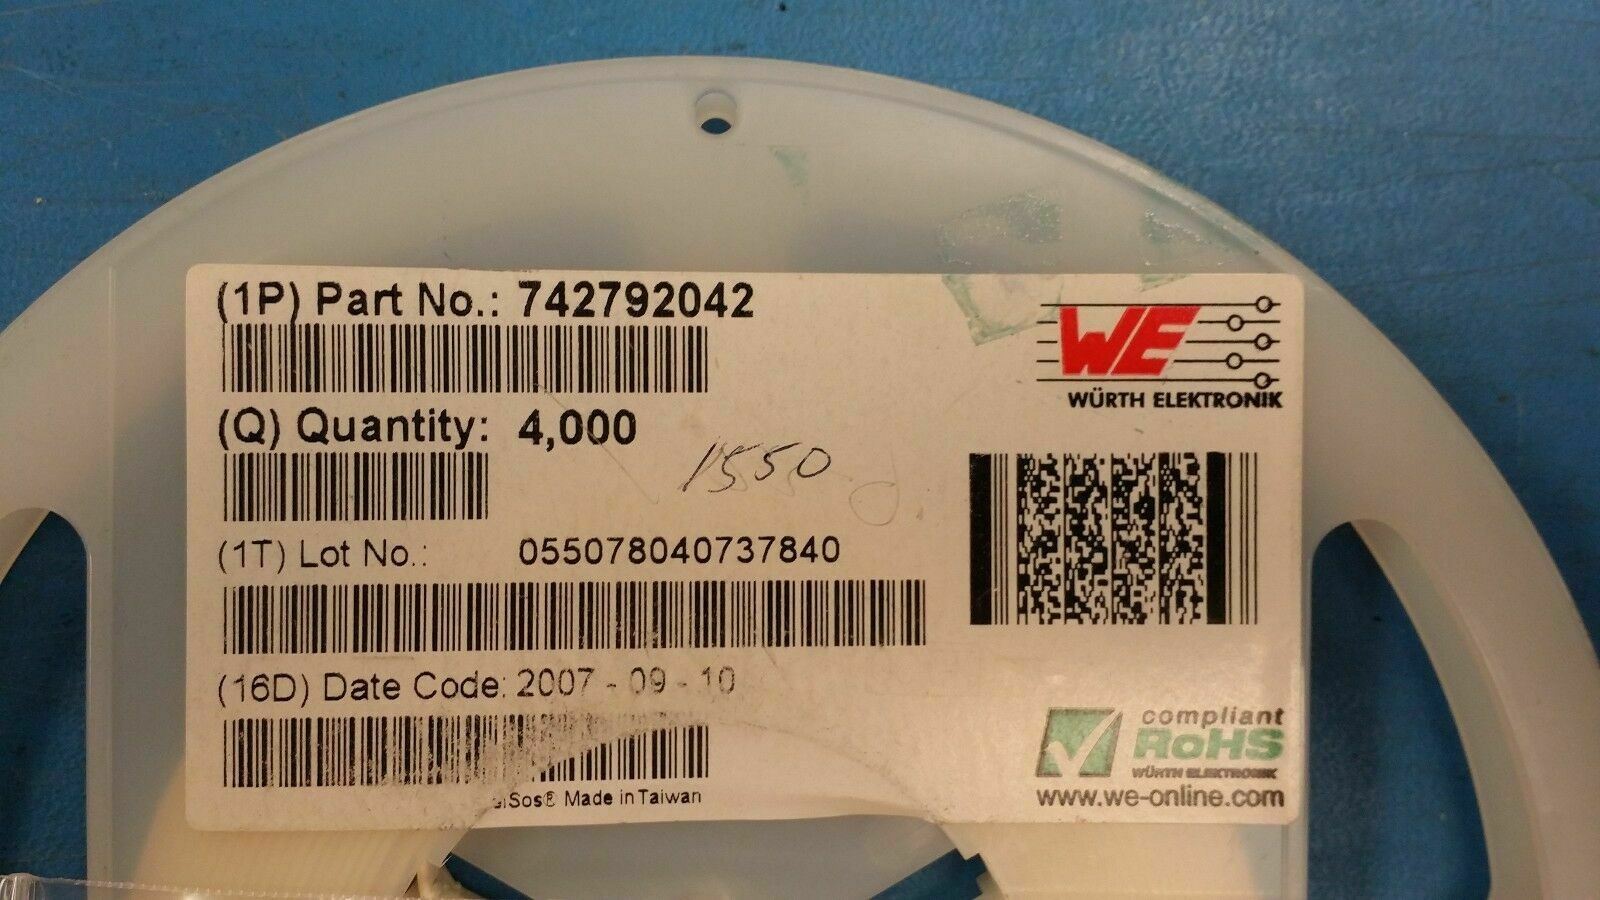 (1P) Part No.: 742792042
WE
WÜRTH ELEKTRONIK
(Q) Quantity: 4,000
1550
(1T) Lot No.: 055078040737840
(16D) Date Code: 2007 - 09 - 10
compliant
RoHS
WÜRTH ELEKTRONIK
Made in Taiwan
www.we-online.com